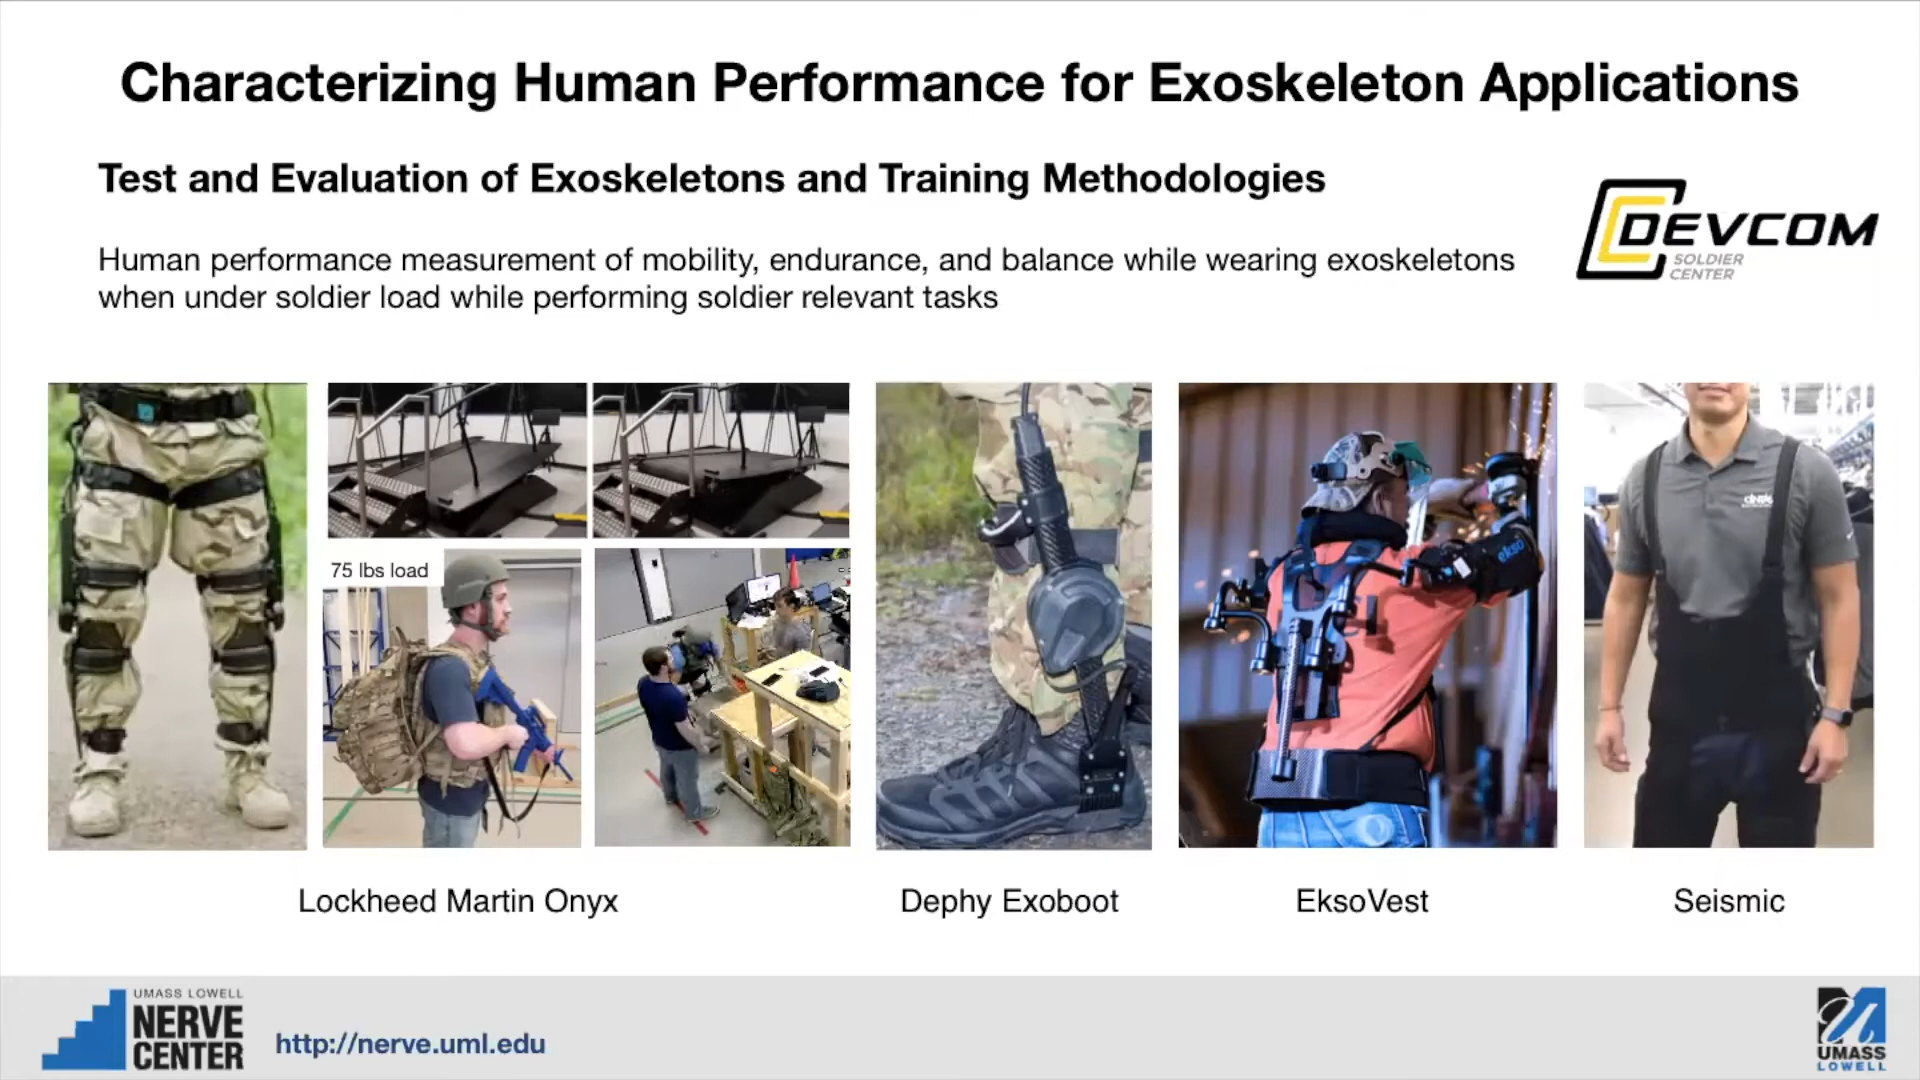 Characterizing Human Performance for Exoskeleton Applications
Test and Evaluation of Exoskeletons and Training Methodologies
Human performance measurement of mobility, endurance, and balance while wearing exoskeletons
when under soldier load while performing soldier relevant tasks
DEVCOM
SOLDIER
CENTER
75 lbs load
ekso
Lockheed Martin Onyx
Dephy Exoboot
EksoVest
Seismic
UMASS LOWELL
NERVE
CENTER
http://nerve.uml.edu
UMASS
LOWELL